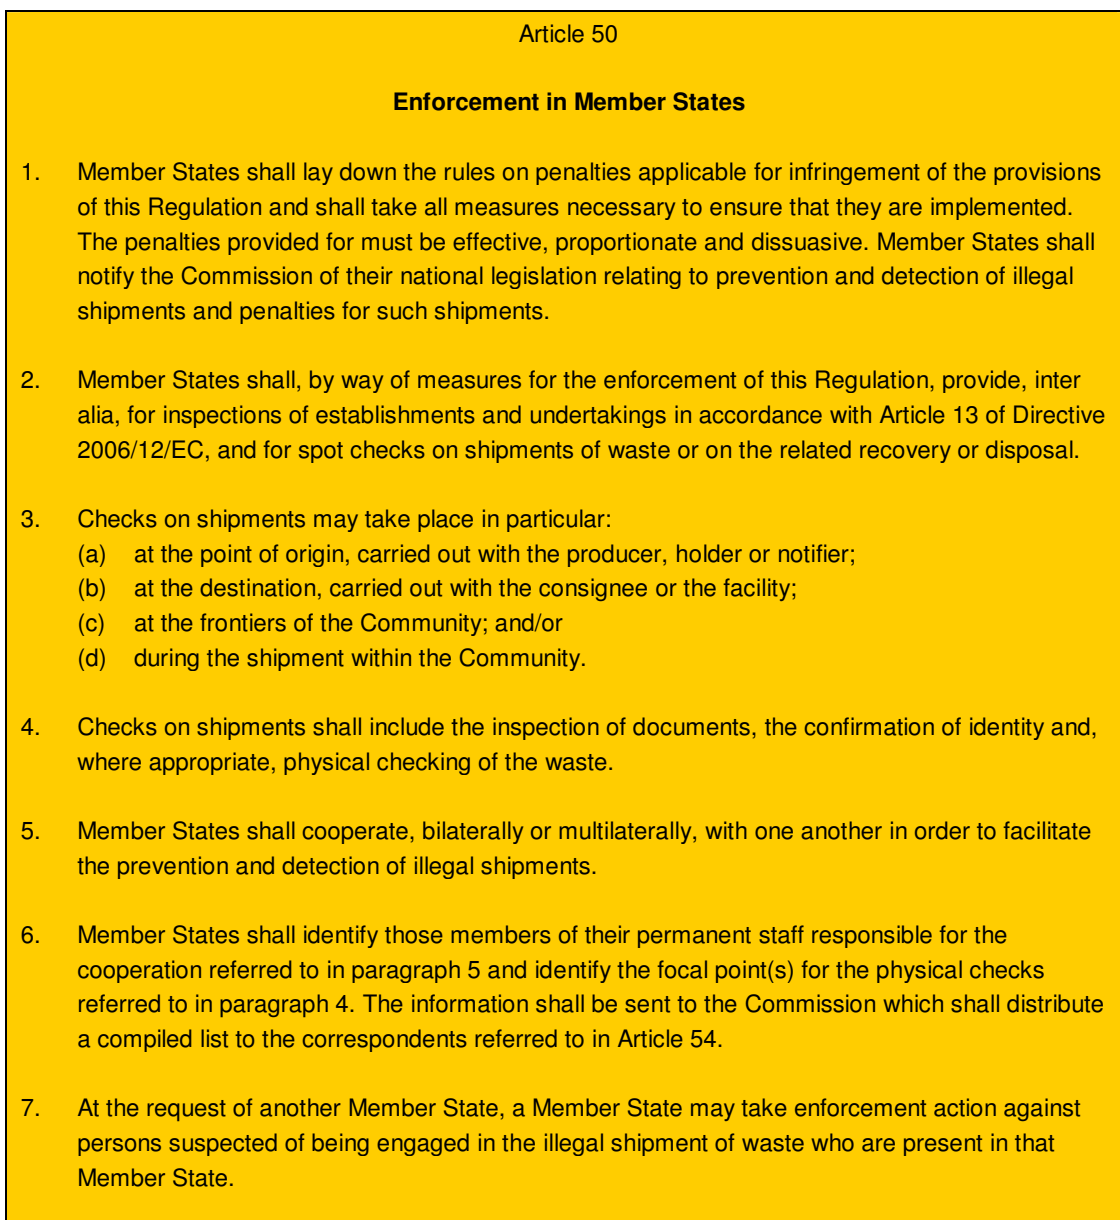 Article 50
Enforcement in Member States
1. Member States shall lay down the rules on penalties applicable for infringement of the provisions
of this Regulation and shall take all measures necessary to ensure that they are implemented.
The penalties provided for must be effective, proportionate and dissuasive. Member States shall
notify the Commission of their national legislation relating to prevention and detection of illegal
shipments and penalties for such shipments.
2. Member States shall, by way of measures for the enforcement of this Regulation, provide, inter
alia, for inspections of establishments and undertakings in accordance with Article 13 of Directive
2006/12/EC, and for spot checks on shipments of waste or on the related recovery or disposal.
3. Checks on shipments may take place in particular:
(a) at the point of origin, carried out with the producer, holder or notifier;
(b) at the destination, carried out with the consignee or the facility;
(c) at the frontiers of the Community; and/or
(d) during the shipment within the Community.
4. Checks on shipments shall include the inspection of documents, the confirmation of identity and,
where appropriate, physical checking of the waste.
5. Member States shall cooperate, bilaterally or multilaterally, with one another in order to facilitate
the prevention and detection of illegal shipments.
6. Member States shall identify those members of their permanent staff responsible for the
cooperation referred to in paragraph 5 and identify the focal point(s) for the physical checks
referred to in paragraph 4. The information shall be sent to the Commission which shall distribute
a compiled list to the correspondents referred to in Article 54.
7. At the request of another Member State, a Member State may take enforcement action against
persons suspected of being engaged in the illegal shipment of waste who are present in that
Member State.